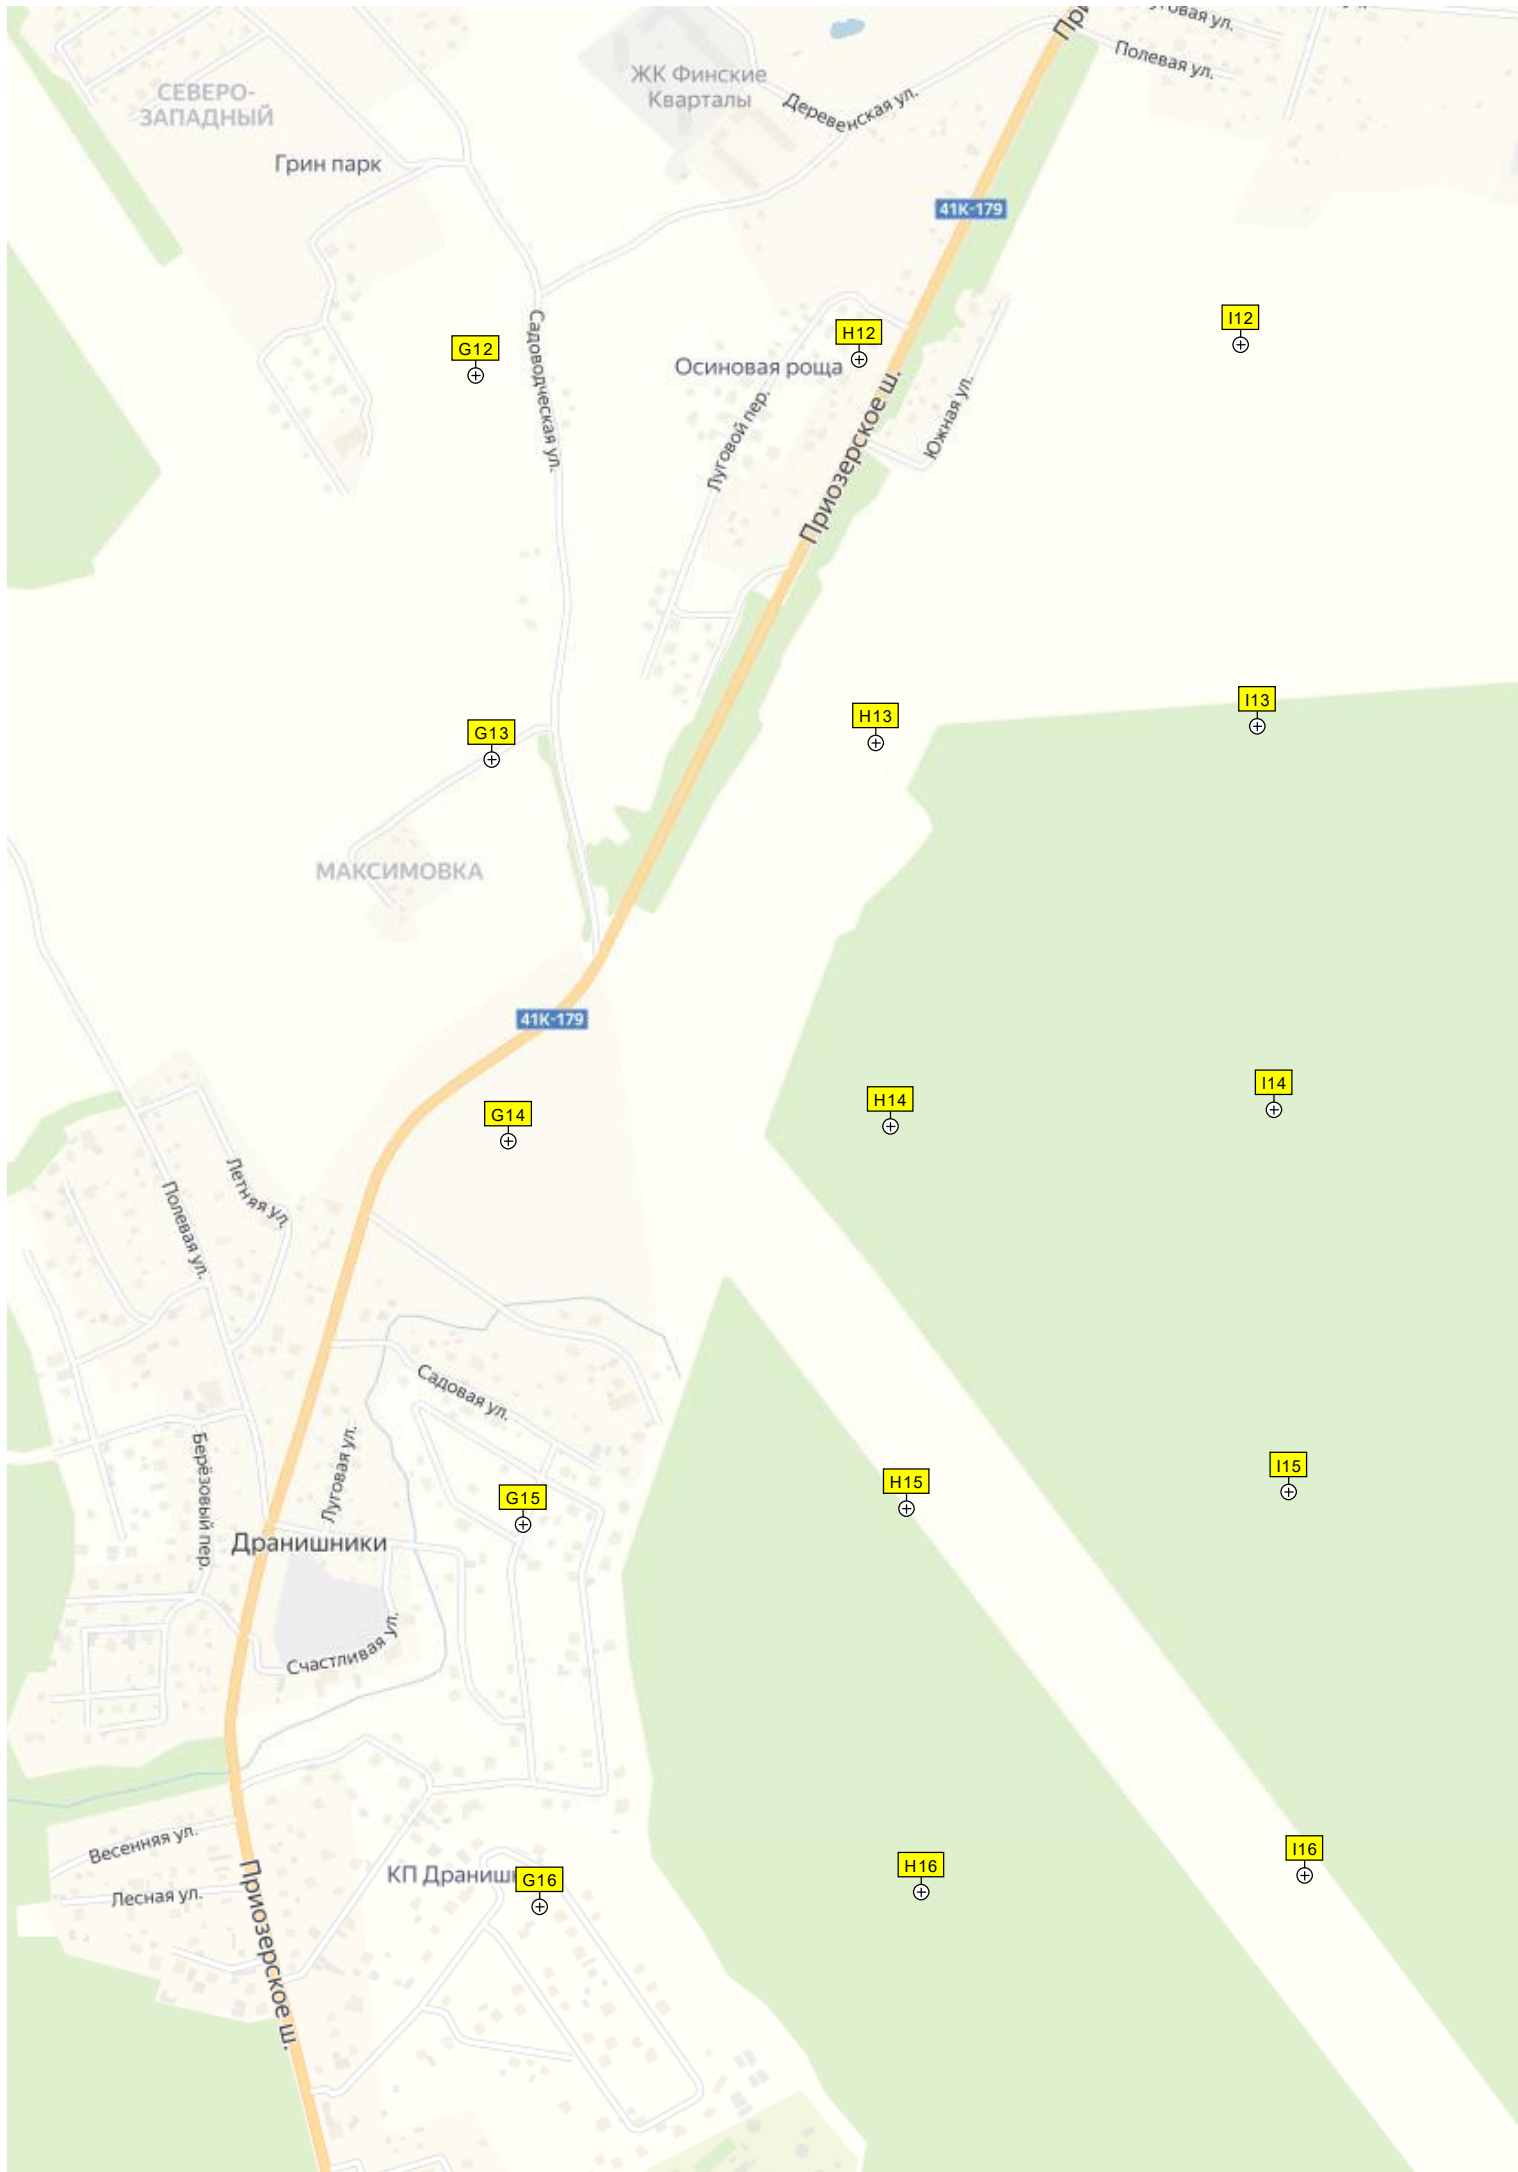 Полевая ул.
ЖК Финские
Кварталы
Деревенская ул.
СЕВЕРО-
ЗАПАДНЫЙ
Грин парк
41К-179
I12
H12
G12
Садоводческая ул.
Осиновая роща
Луговой пер.
Южная ул.
Приозерское ш.
I13
H13
G13
МАКСИМОВКА
41К-179
I14
H14
G14
Летняя ул.
Полевая ул.
Садовая ул.
Луговая ул.
Берёзовый пер.
I15
H15
G15
Дранишники
Счастливая ул.
Весенняя ул.
Лесная ул.
Приозерское ш.
КП Драниш
I16
H16
G16